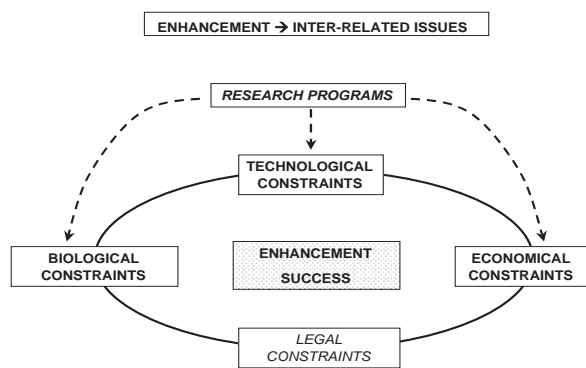 ENHANCEMENT → INTER-RELATED ISSUES
RESEARCH PROGRAMS
TECHNOLOGICAL
CONSTRAINTS
BIOLOGICAL
CONSTRAINTS
ENHANCEMENT
SUCCESS
ECONOMICAL
CONSTRAINTS
LEGAL
CONSTRAINTS